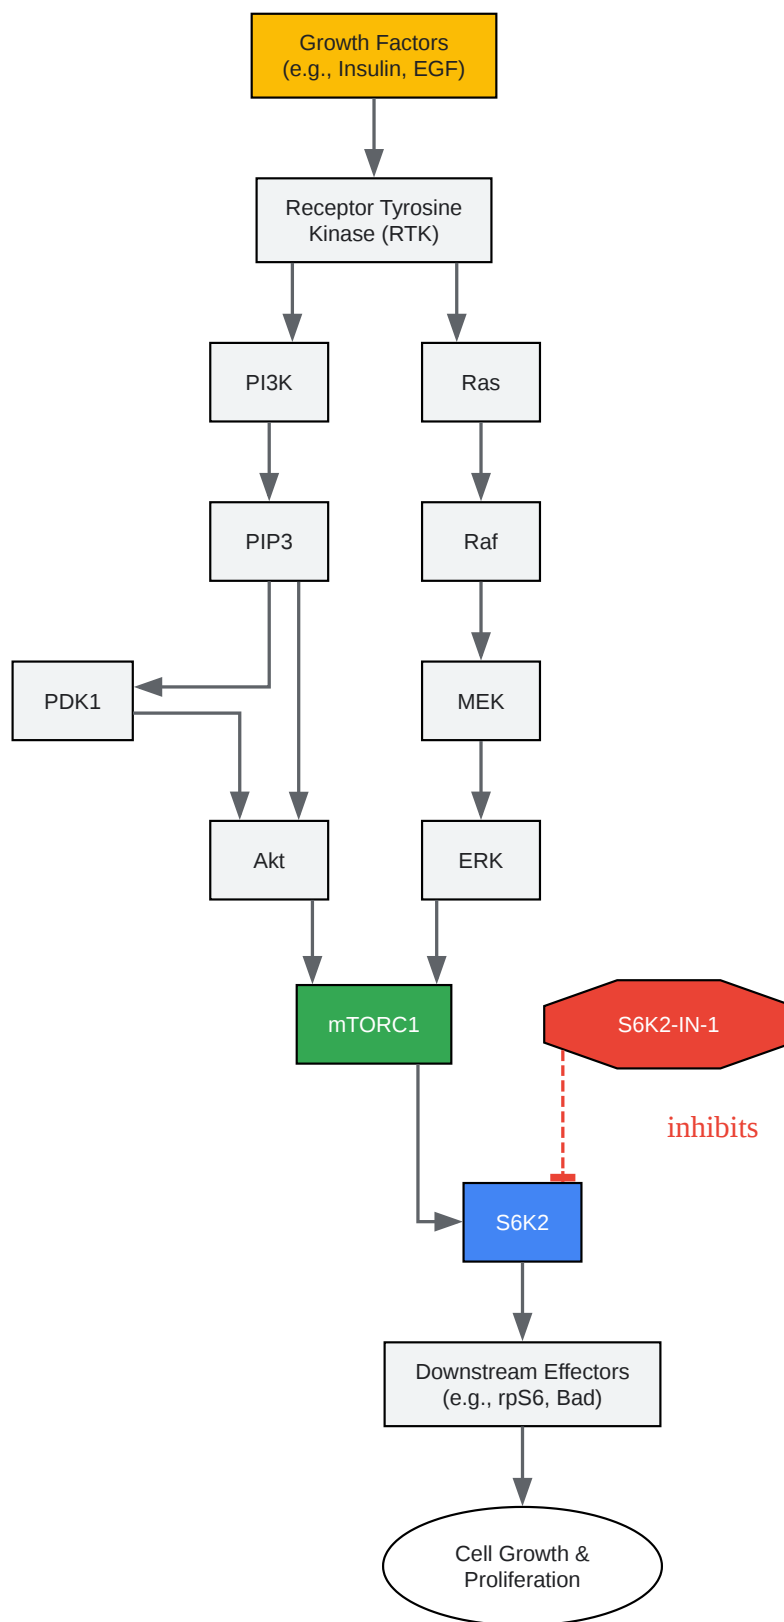 Growth Factors
(e.g., Insulin, EGF)
Receptor Tyrosine
Kinase (RTK)
PI3K
Ras
PIP3
Raf
PDK1
MEK
Akt
ERK
mTORC1
S6K2-IN-1
inhibits
S6K2
Downstream Effectors
(e.g., rpS6, Bad)
Cell Growth &
Proliferation